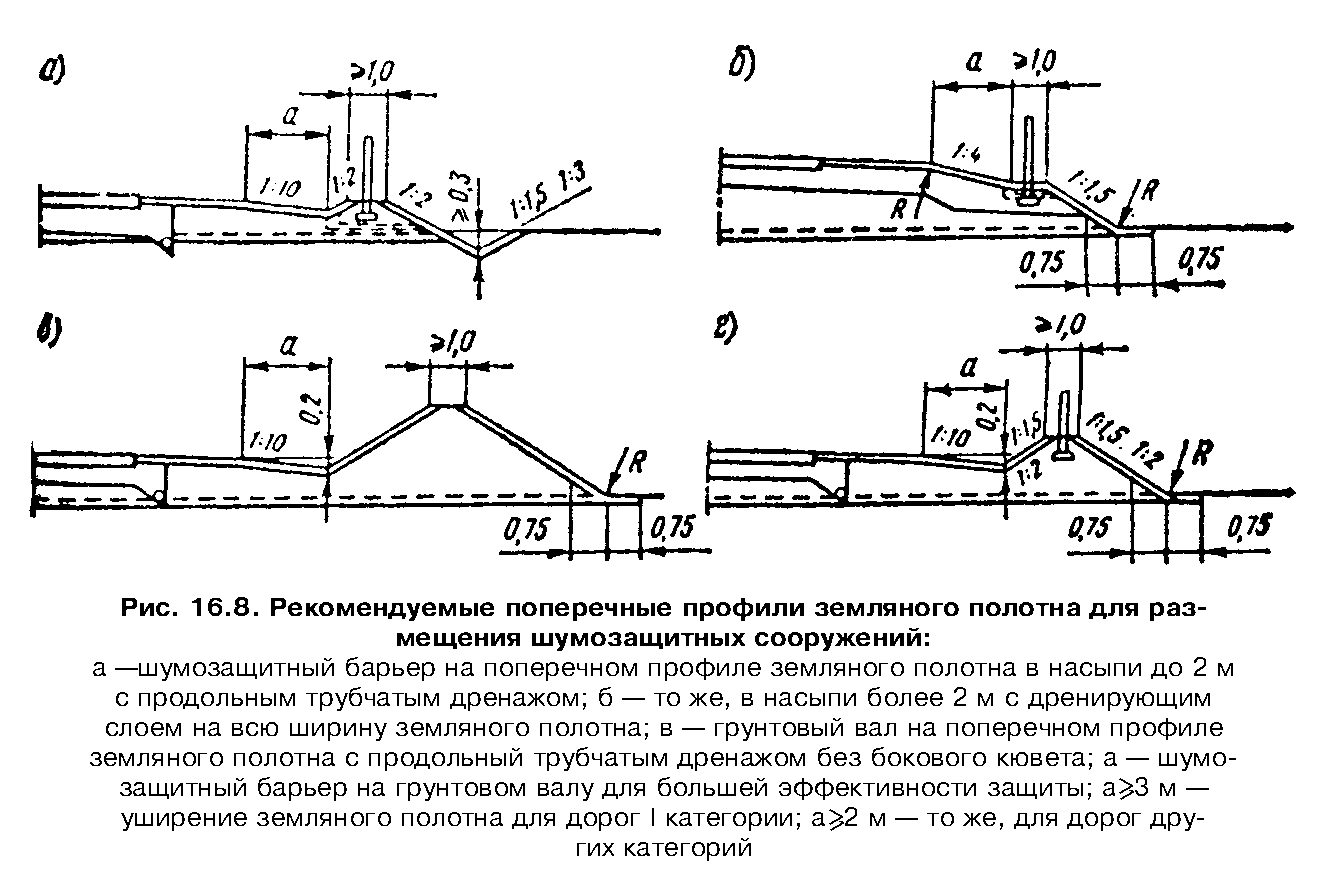 а)
≥1,0
а
1:10
1:2
1:2
≥0,3
1:1,5
1:3
б)
а
≥1,0
1:4
R
1:1,5
R
0,75
0,75
в)
а
≥1,0
0,2
1:10
R
0,75
0,75
г)
≥1,0
а
0,2
1:10
1:1,5
1:2
1:1,5. 1:2
R
0,75
0,75
Рис. 16.8. Рекомендуемые поперечные профили земляного полотна для раз-
мещения шумозащитных сооружений:
а —шумозащитный барьер на поперечном профиле земляного полотна в насыпи до 2 м
с продольным трубчатым дренажом; б — то же, в насыпи более 2 м с дренирующим
слоем на всю ширину земляного полотна; в — грунтовый вал на поперечном профиле
земляного полотна с продольный трубчатым дренажом без бокового кювета; а — шумо-
защитный барьер на грунтовом валу для большей эффективности защиты; а⩾3 м —
уширение земляного полотна для дорог I категории; а⩾2 м — то же, для дорог дру-
гих категорий